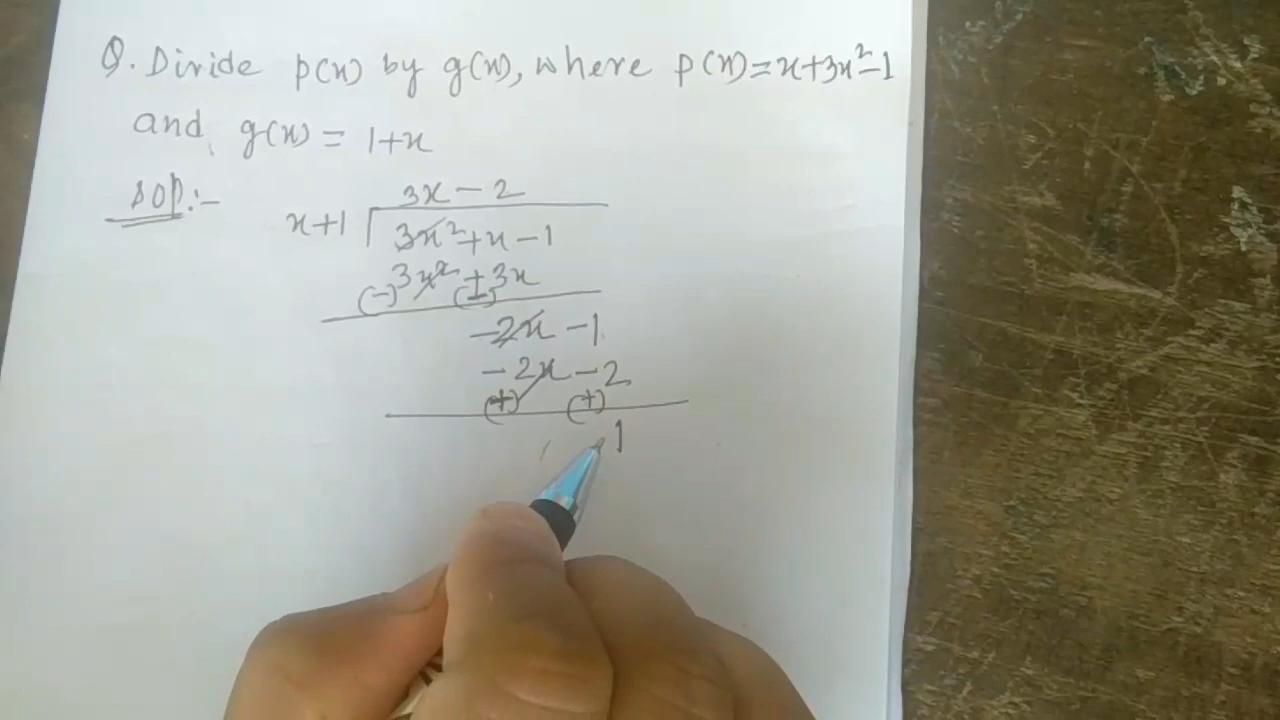 Q. Divide p(x) by g(x), where p(x)=x+3x²-1
and, g(x) = 1+x
Sol:-
3x - 2
x+1 3x²+x-1
(-)3x² ±3x
-2x -1
-2x -2
(+) (+)
1